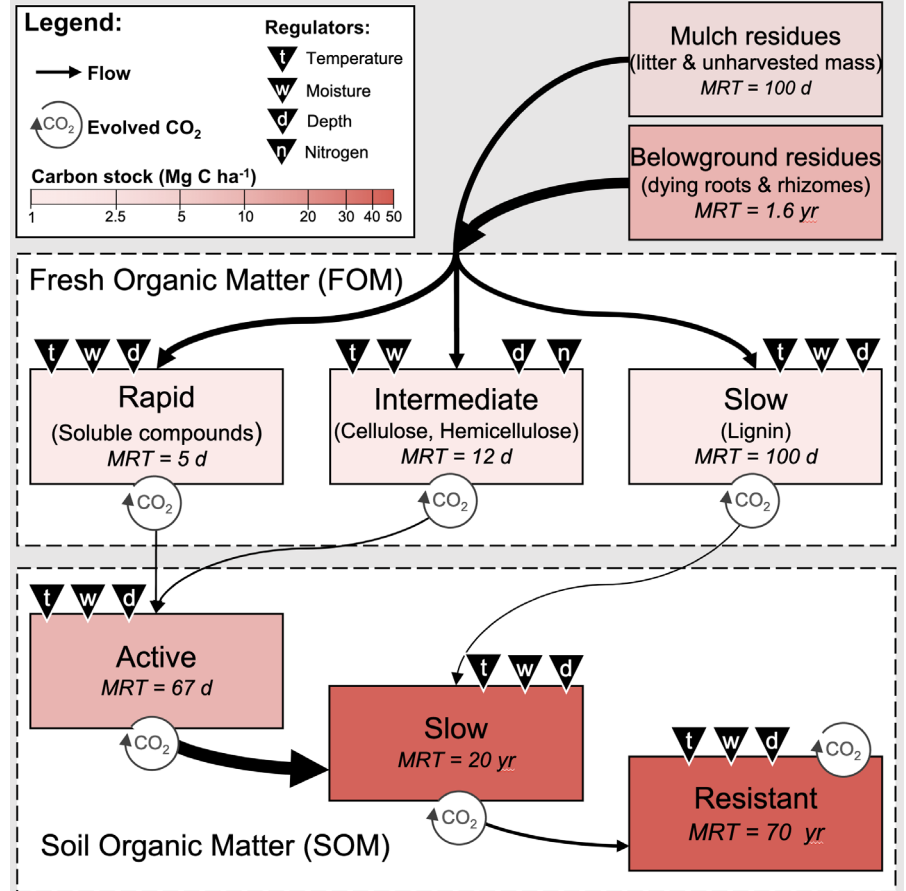 Legend:
Flow
CO2
Evolved CO2
Regulators:
t Temperature
w Moisture
d Depth
n Nitrogen
Carbon stock (Mg C ha-1)
1 2.5 5 10 20 30 40 50
Mulch residues
(litter & unharvested mass)
MRT = 100 d
Belowground residues
(dying roots & rhizomes)
MRT = 1.6 yr
Fresh Organic Matter (FOM)
t w d
Rapid
(Soluble compounds)
MRT = 5 d
CO2
t w d n
Intermediate
(Cellulose, Hemicellulose)
MRT = 12 d
CO2
t w d
Slow
(Lignin)
MRT = 100 d
CO2
t w d
Active
MRT = 67 d
CO2
t w d
Slow
MRT = 20 yr
CO2
t w d
CO2
Resistant
MRT = 70 yr
Soil Organic Matter (SOM)